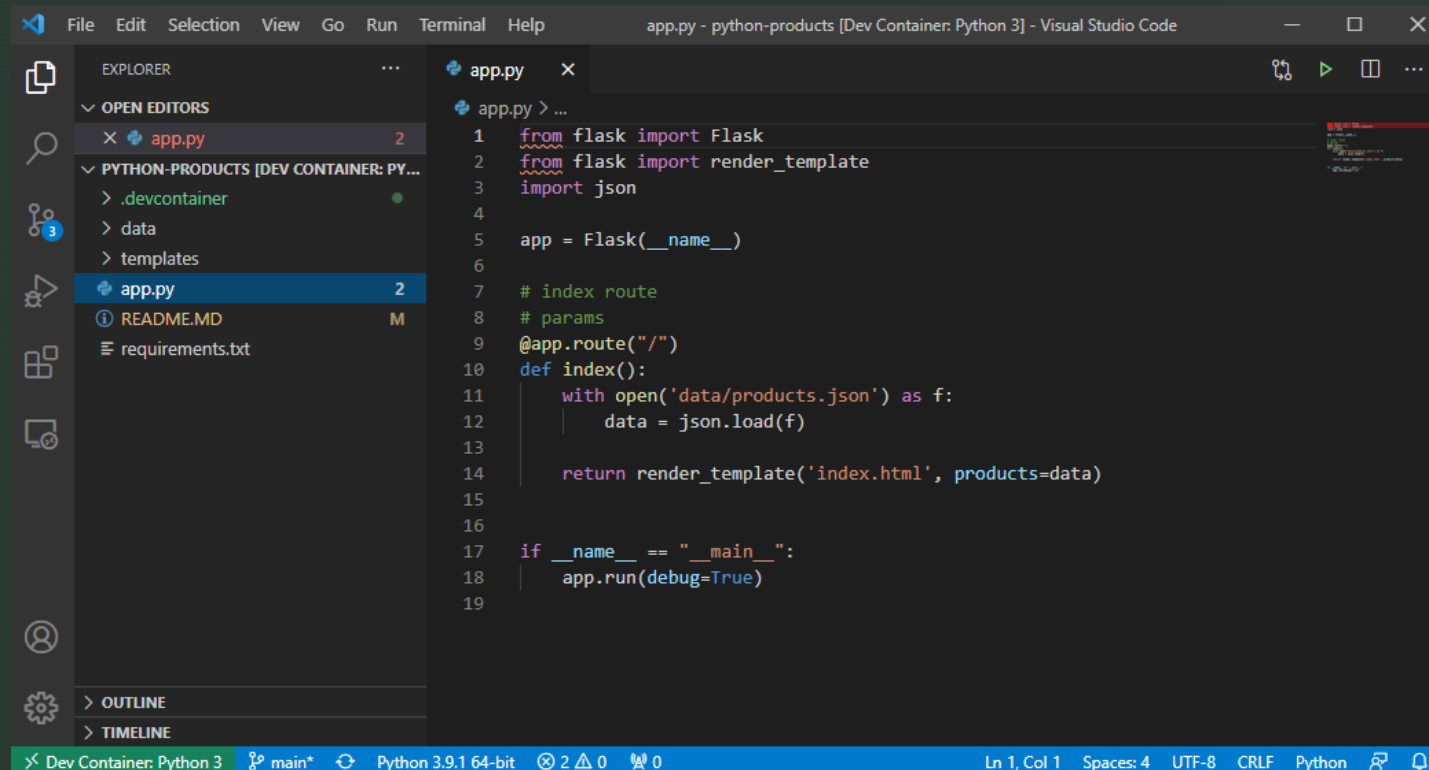 File Edit Selection View Go Run Terminal Help app.py - python-products [Dev Container: Python 3] - Visual Studio Code
EXPLORER
OPEN EDITORS
app.py 2
PYTHON-PRODUCTS [DEV CONTAINER: PY...
.devcontainer
data
templates
app.py 2
README.MD M
requirements.txt
3
OUTLINE
TIMELINE
app.py
app.py > ...
1 from flask import Flask
2 from flask import render_template
3 import json
4
5 app = Flask(__name__)
6
7 # index route
8 # params
9 @app.route("/")
10 def index():
11     with open('data/products.json') as f:
12         data = json.load(f)
13
14     return render_template('index.html', products=data)
15
16
17 if __name__ == "__main__":
18     app.run(debug=True)
19
Dev Container: Python 3 main* Python 3.9.1 64-bit 2 0 0 Ln 1, Col 1 Spaces: 4 UTF-8 CRLF Python